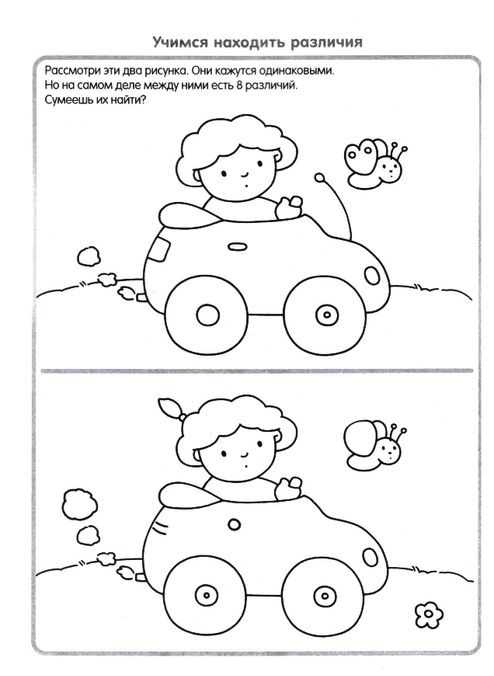 Учимся находить различия
Рассмотри эти два рисунка. Они кажутся одинаковыми.
Но на самом деле между ними есть 8 различий.
Сумеешь их найти?